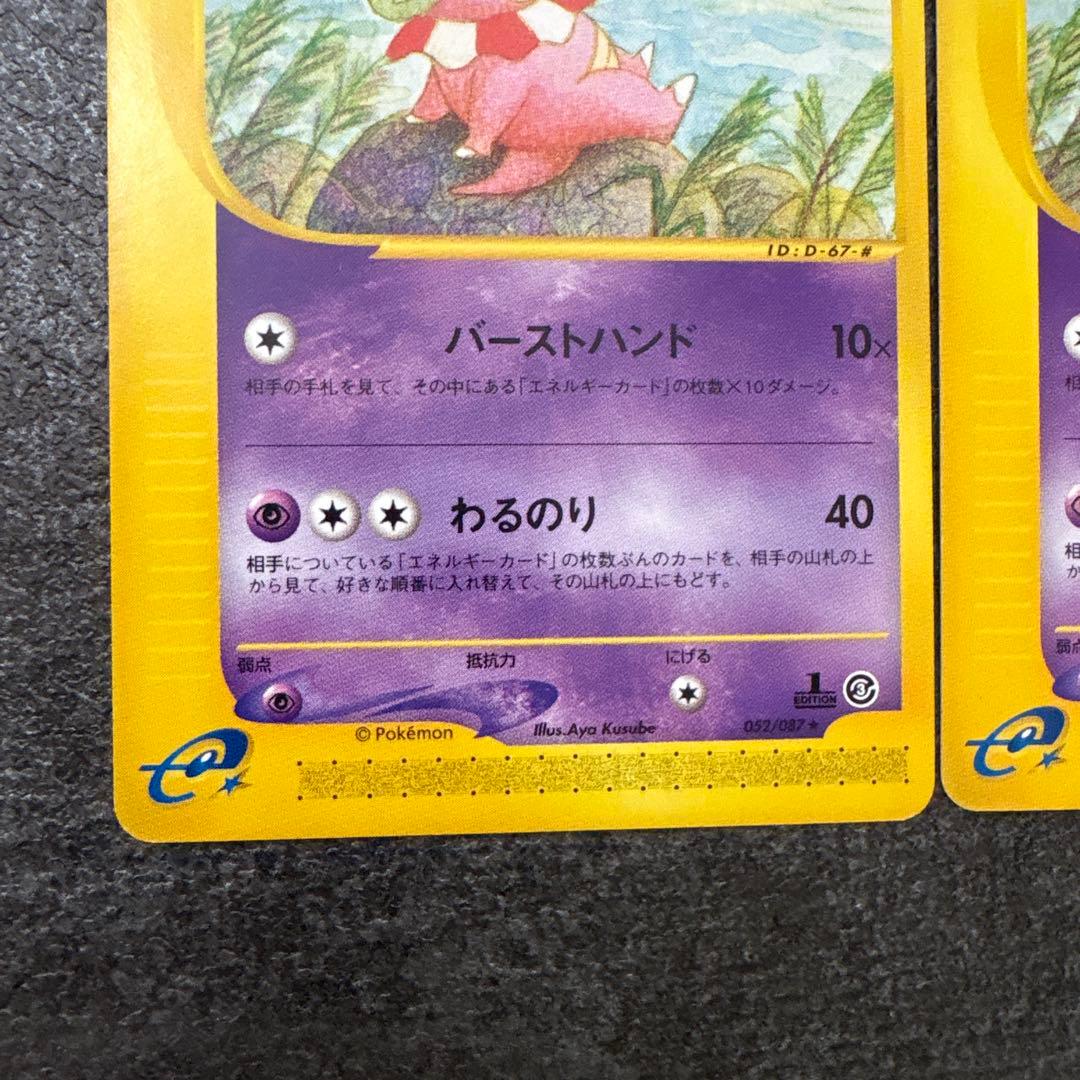 ID:D-67-#
バーストハンド 10×
相手の手札を見て、その中にある「エネルギーカード」の枚数×10ダメージ。
わるのり 40
相手についている「エネルギーカード」の枚数ぶんのカードを、相手の山札の上
から見て、好きな順番に入れ替えて、その山札の上にもどす。
弱点 抵抗力 にげる
1 EDITION 3
© Pokémon Illus. Aya Kusube 052/087★
e
相
相
か
弱点
e